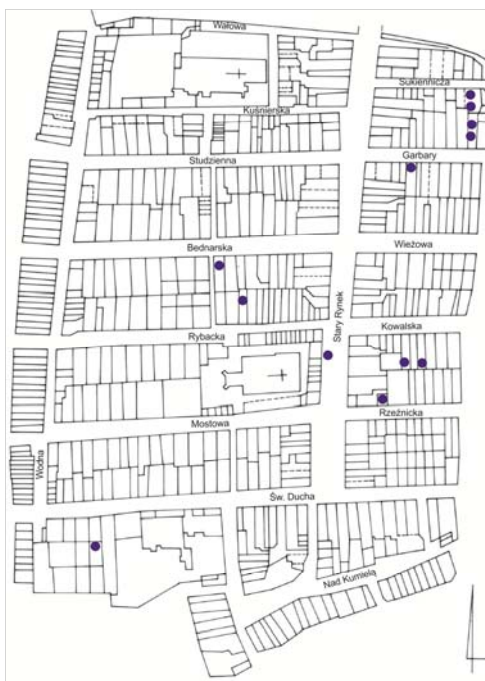 Wałowa
Sukiennicza
Kuśnierska
Garbary
Studzienna
Bednarska
Wieżowa
Stary Rynek
Kowalska
Rybacka
Rzeźnicka
Mostowa
Wodna
Św. Ducha
Nad Kumielą